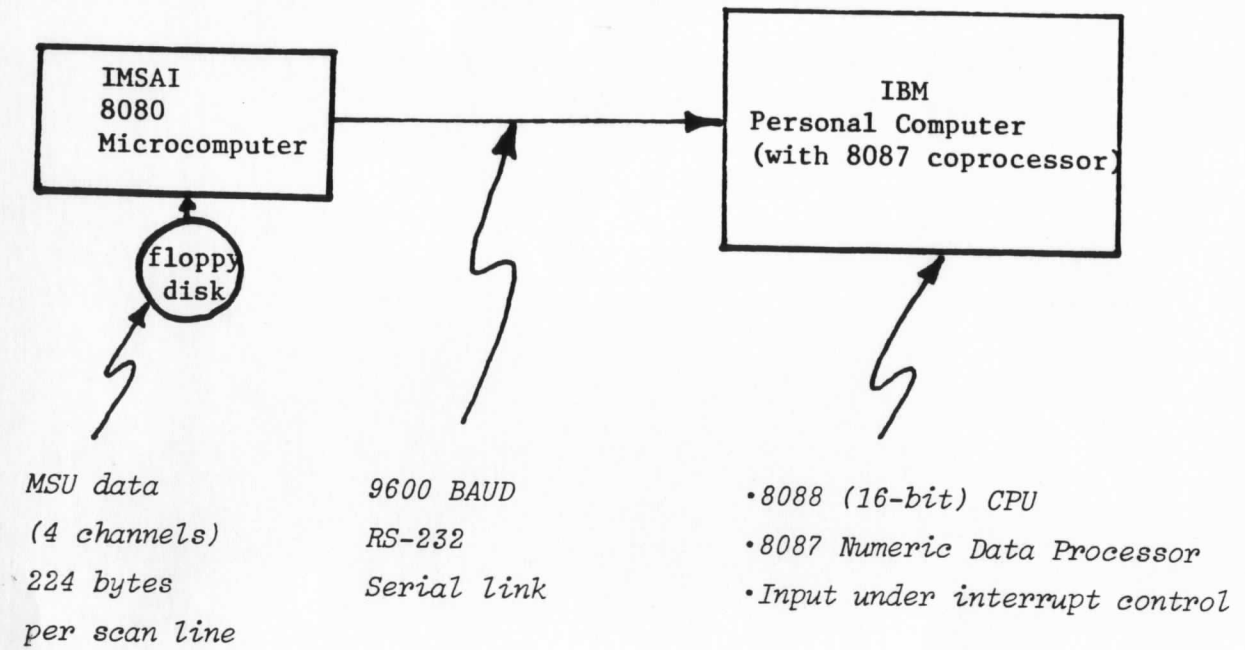 IMSAI
8080
Microcomputer
IBM
Personal Computer
(with 8087 coprocessor)
floppy
disk
MSU data
(4 channels)
224 bytes
per scan line
9600 BAUD
RS-232
Serial link
•8088 (16-bit) CPU
•8087 Numeric Data Processor
•Input under interrupt control